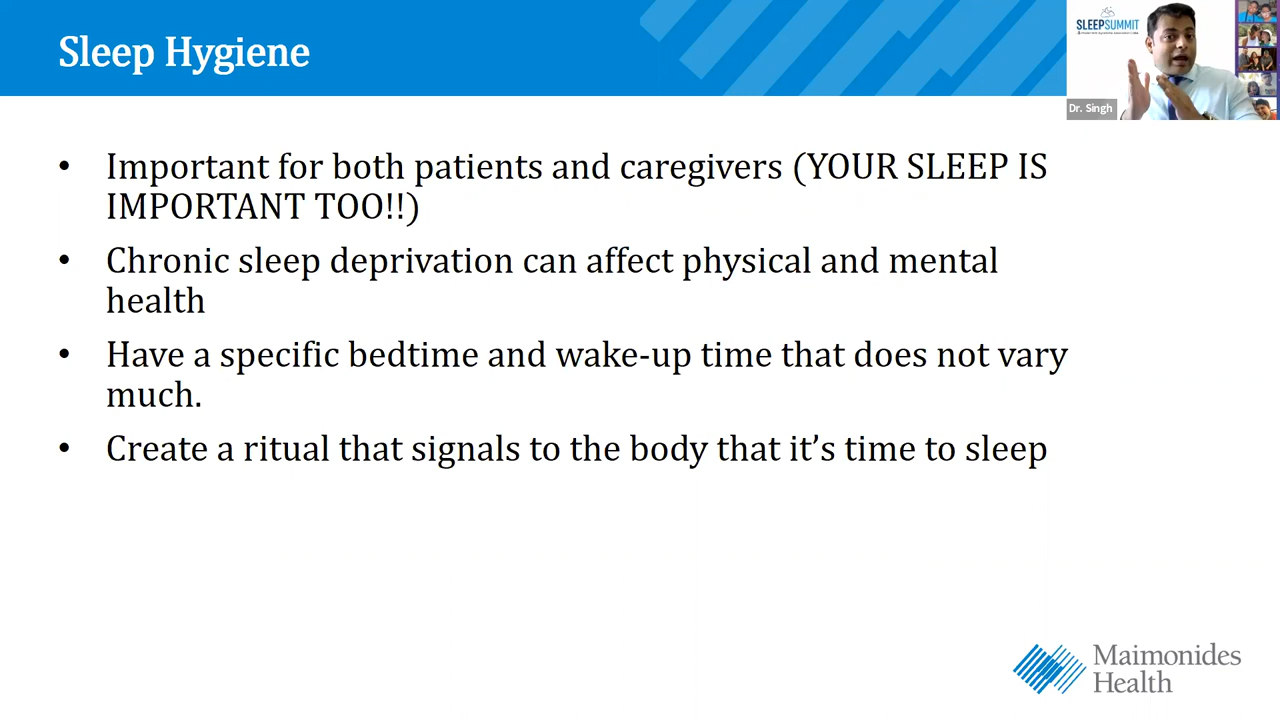 Sleep Hygiene
SLEEPSUMMIT
Dr. Singh
• Important for both patients and caregivers (YOUR SLEEP IS
IMPORTANT TOO!!)
• Chronic sleep deprivation can affect physical and mental
health
• Have a specific bedtime and wake-up time that does not vary
much.
• Create a ritual that signals to the body that it’s time to sleep
Maimonides
Health